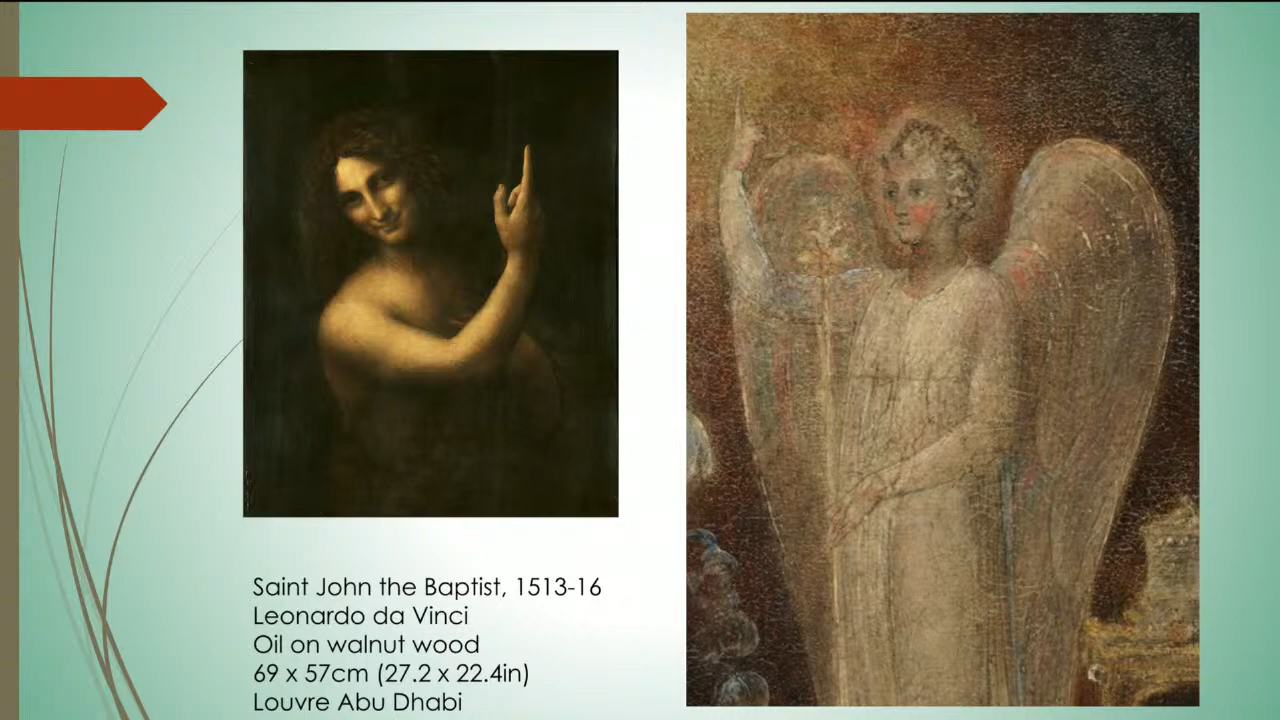 Saint John the Baptist, 1513-16
Leonardo da Vinci
Oil on walnut wood
69 x 57cm (27.2 x 22.4in)
Louvre Abu Dhabi